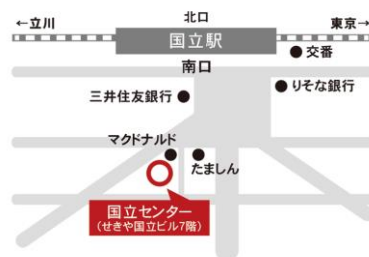 北口
←立川
東京→
国立駅
交番
南口
りそな銀行
三井住友銀行
マクドナルド
たましん
国立センター
(せきや国立ビル7階)